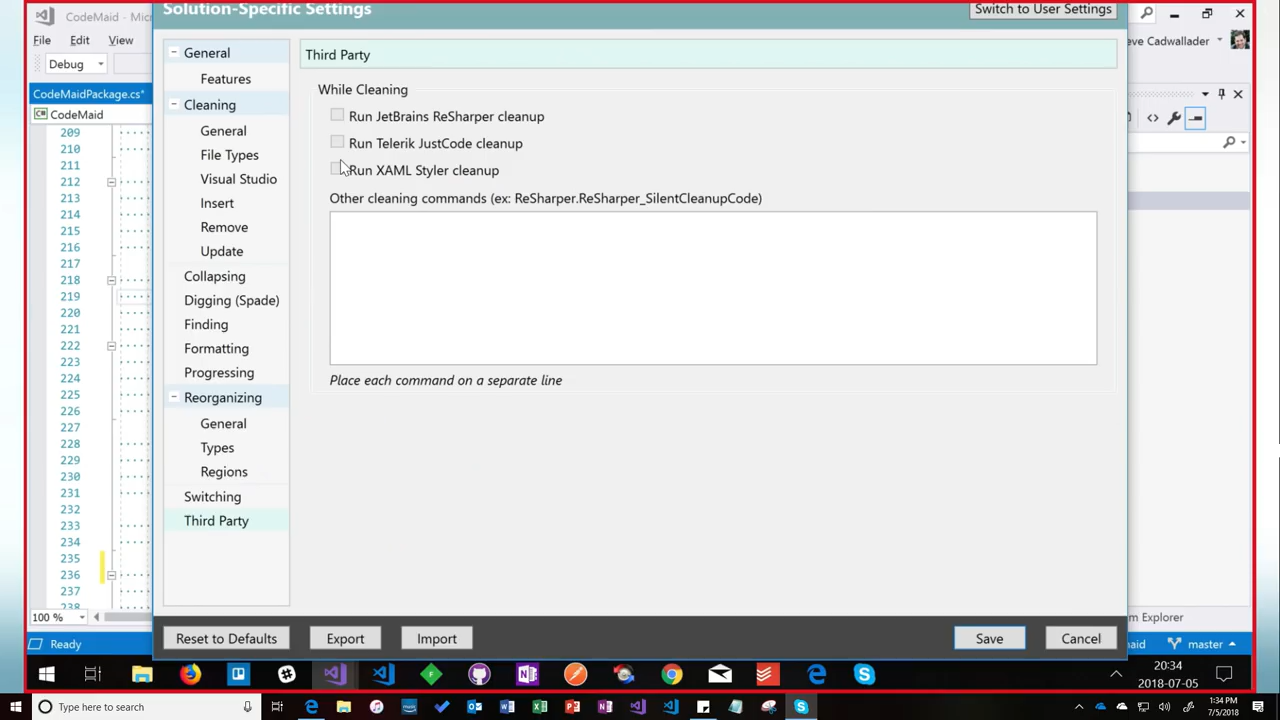 Solution-Specific Settings
Switch to User Settings
CodeMaid - Micr
File Edit View
eve Cadwallader
Debug
CodeMaidPackage.cs*
CodeMaid
209
210
211
212
213
214
215
216
217
218
219
220
221
222
223
224
225
226
227
228
229
230
231
232
233
234
235
236
237
238
General
Features
Cleaning
General
File Types
Visual Studio
Insert
Remove
Update
Collapsing
Digging (Spade)
Finding
Formatting
Progressing
Reorganizing
General
Types
Regions
Switching
Third Party
Third Party
While Cleaning
Run JetBrains ReSharper cleanup
Run Telerik JustCode cleanup
Run XAML Styler cleanup
Other cleaning commands (ex: ReSharper.ReSharper_SilentCleanupCode)
Place each command on a separate line
100 %
m Explorer
Reset to Defaults Export Import Save Cancel
Ready
aid
master
20:34
2018-07-05
Type here to search
1:34 PM
7/5/2018